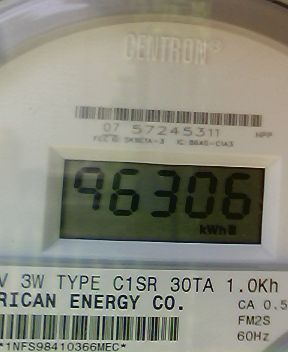 CENTRON®
07 57245311
NPP
96306
kWh
V 3W TYPE C1SR 30TA 1.0Kh
RICAN ENERGY CO.
CA 0.5
FM2S
60Hz
*1NFS98410366MEC*